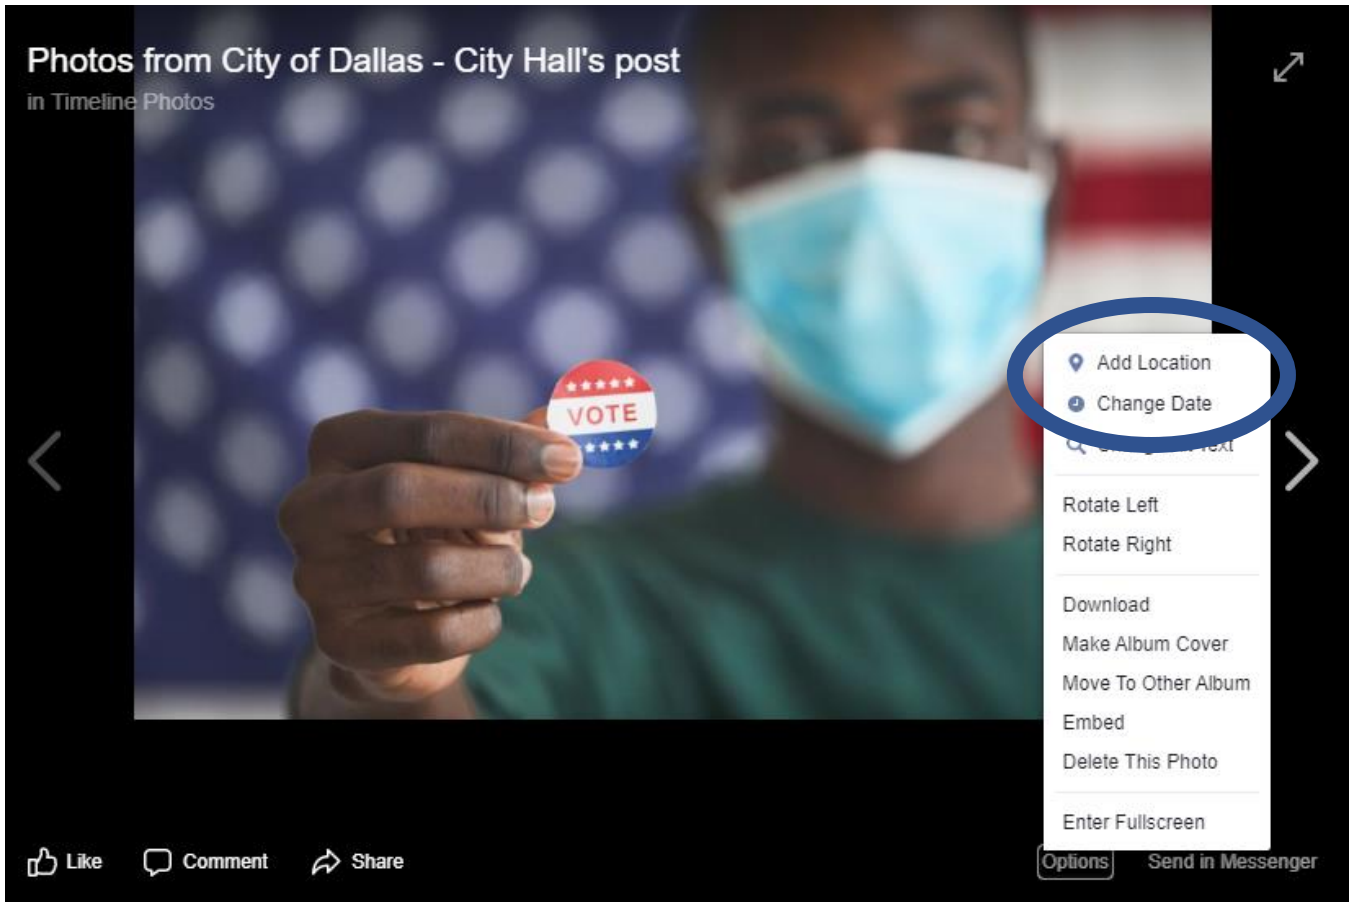 Photos from City of Dallas - City Hall's post
in Timeline Photos
VOTE
Add Location
Change Date
Rotate Left
Rotate Right
Download
Make Album Cover
Move To Other Album
Embed
Delete This Photo
Enter Fullscreen
Like
Comment
Share
Options
Send in Messenger